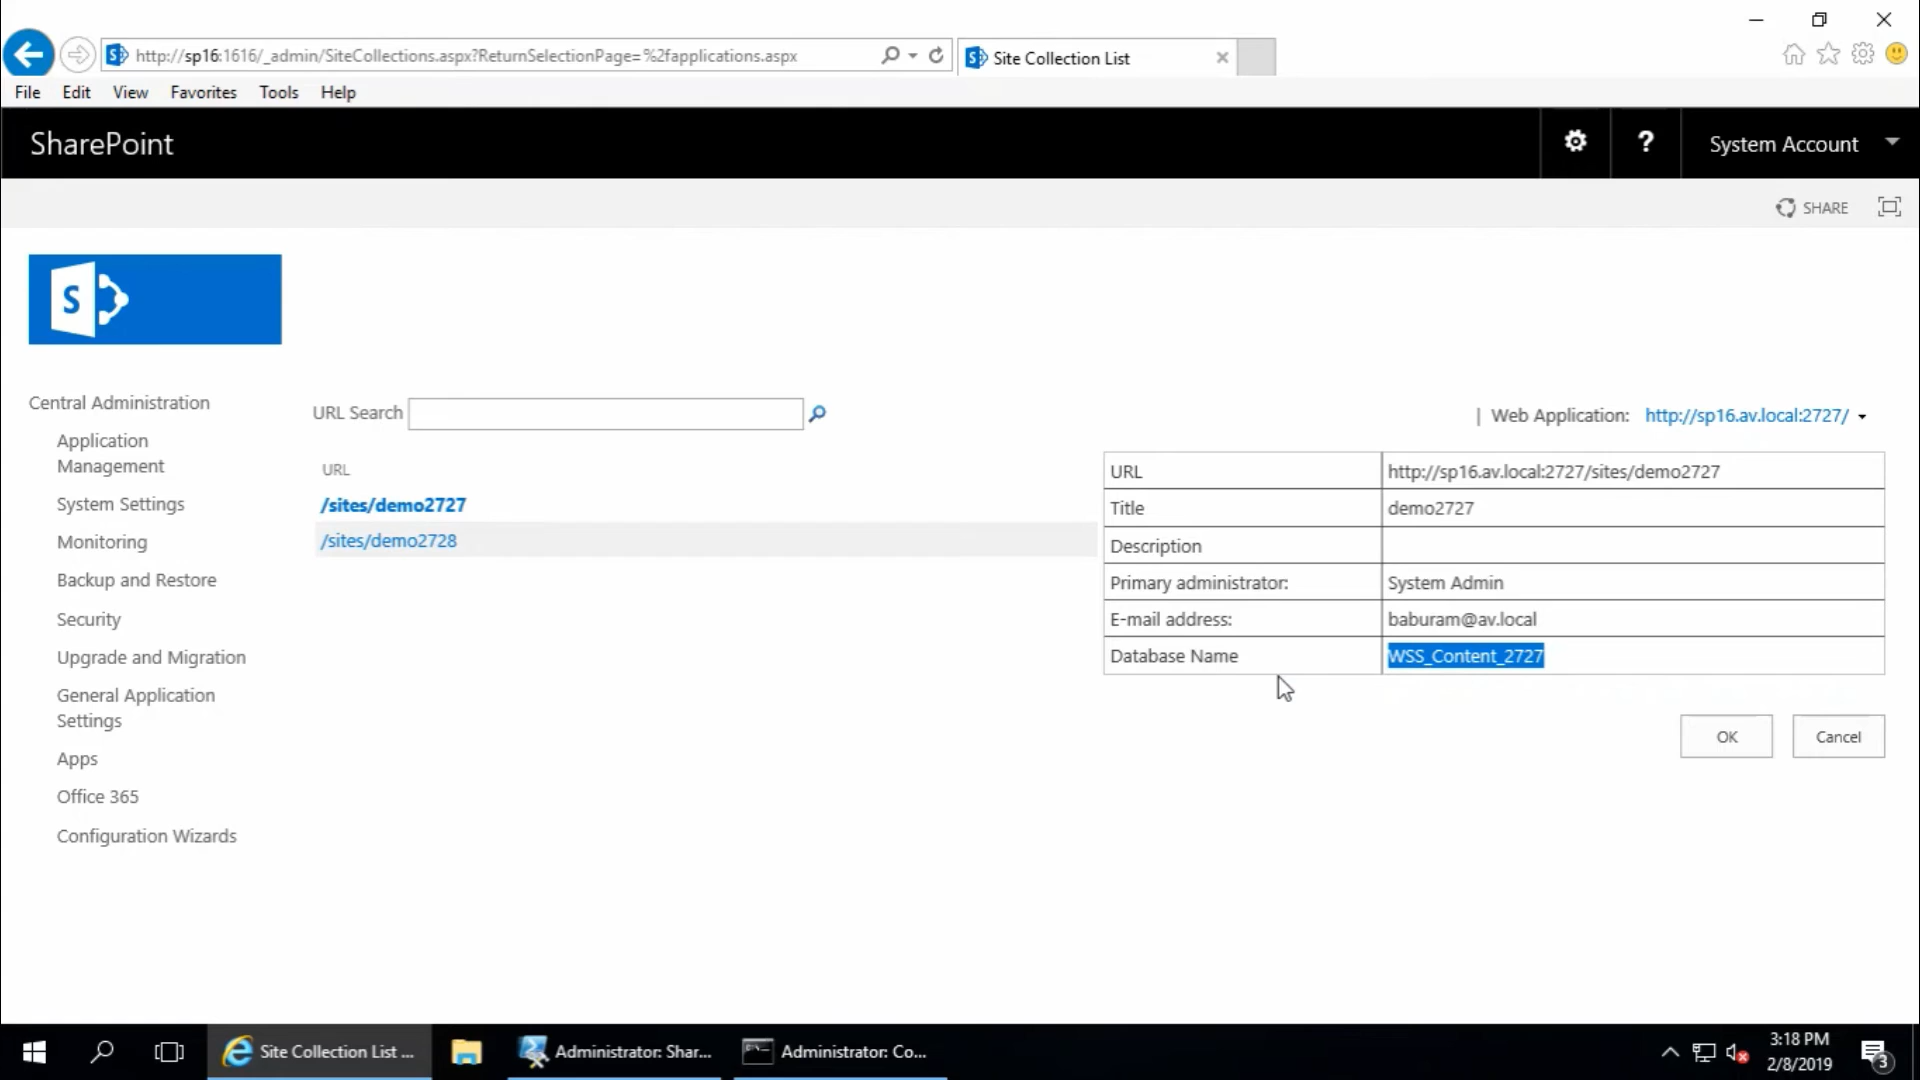 http://sp16:1616/_admin/SiteCollections.aspx?ReturnSelectionPage=%2fapplications.aspx
Site Collection List
File Edit View Favorites Tools Help
SharePoint
?
System Account
SHARE
S
Central Administration
Application
Management
System Settings
Monitoring
Backup and Restore
Security
Upgrade and Migration
General Application
Settings
Apps
Office 365
Configuration Wizards
URL Search
URL
/sites/demo2727
/sites/demo2728
| Web Application: http://sp16.av.local:2727/
URL http://sp16.av.local:2727/sites/demo2727
Title demo2727
Description
Primary administrator: System Admin
E-mail address: baburam@av.local
Database Name WSS_Content_2727
OK Cancel
Site Collection List ...
Administrator: Shar...
Administrator: Co...
3:18 PM
2/8/2019
3